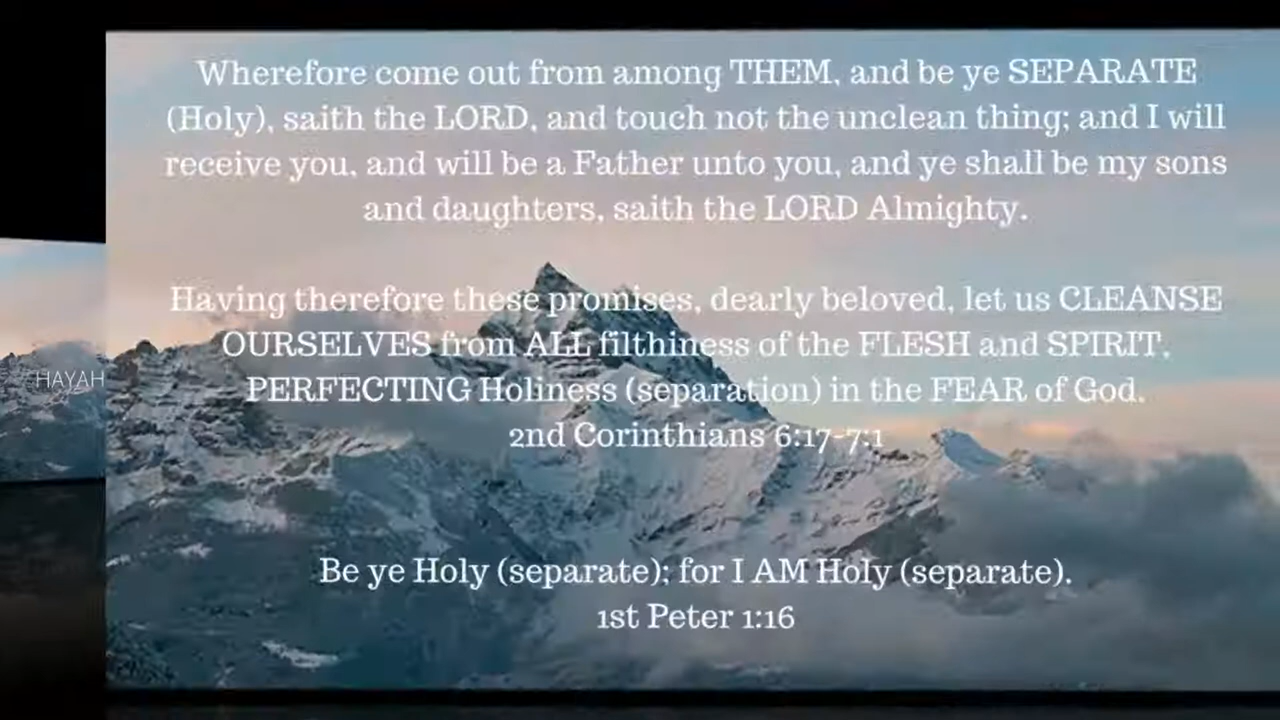 Wherefore come out from among THEM, and be ye SEPARATE
(Holy), saith the LORD, and touch not the unclean thing; and I will
receive you, and will be a Father unto you, and ye shall be my sons
and daughters, saith the LORD Almighty.
Having therefore these promises, dearly beloved, let us CLEANSE
OURSELVES from ALL filthiness of the FLESH and SPIRIT,
PERFECTING Holiness (separation) in the FEAR of God.
2nd Corinthians 6:17-7:1
Be ye Holy (separate); for I AM Holy (separate).
1st Peter 1:16
HAYAH